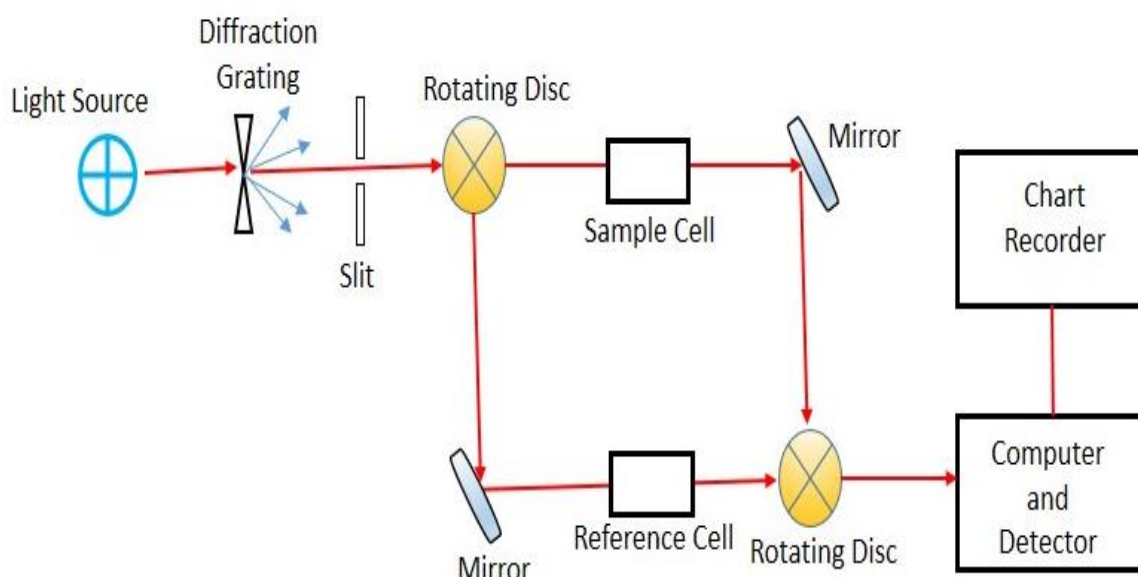 Diffraction
Grating
Light Source
Rotating Disc
Mirror
Slit
Sample Cell
Chart
Recorder
Mirror
Reference Cell
Rotating Disc
Computer
and
Detector